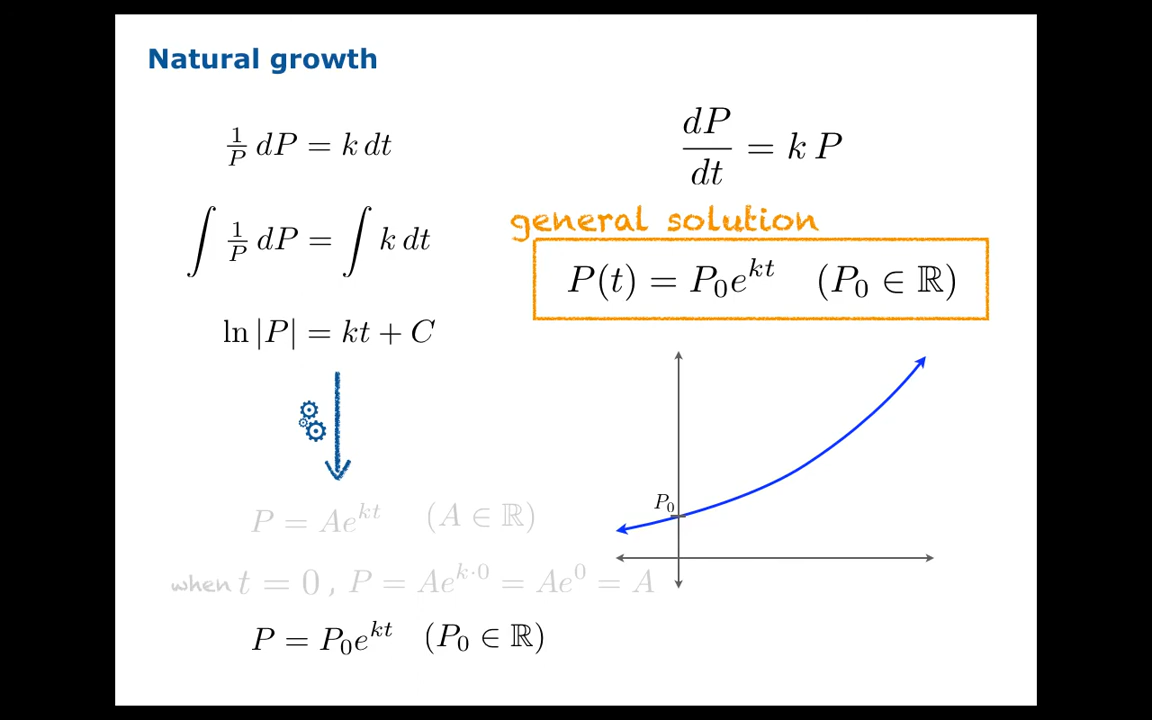 Natural growth
1/P dP = k dt
∫ 1/P dP = ∫ k dt
ln |P| = kt + C
P = Ae^{kt} (A ∈ ℝ)
when t = 0 , P = Ae^{k·0} = Ae^0 = A
P = P₀e^{kt} (P₀ ∈ ℝ)
dP/dt = k P
general solution
P(t) = P₀e^{kt} (P₀ ∈ ℝ)
P₀